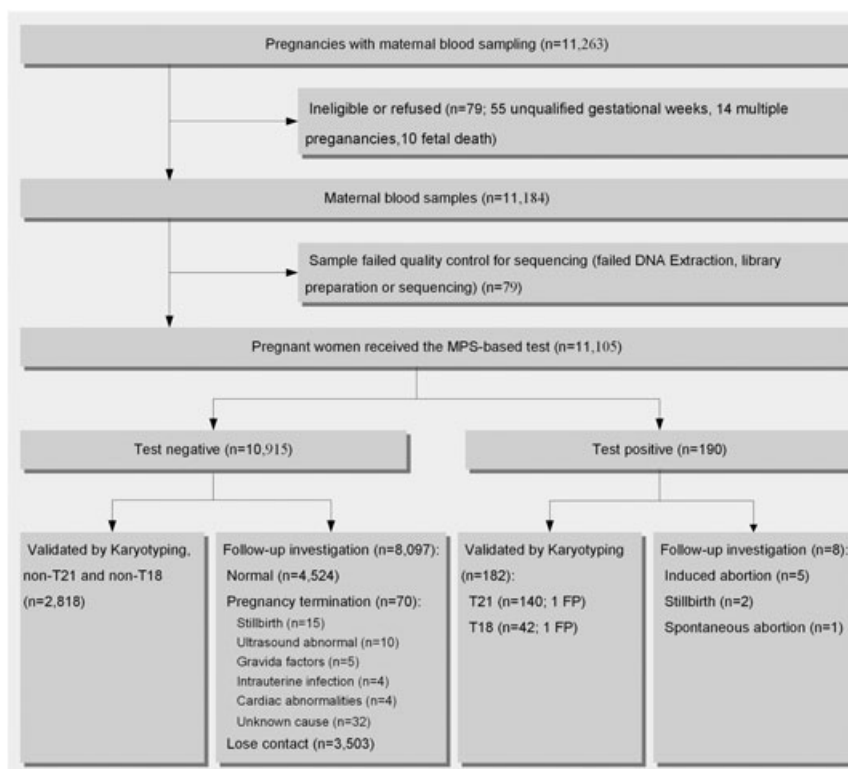 Pregnancies with maternal blood sampling (n=11,263)
Ineligible or refused (n=79; 55 unqualified gestational weeks, 14 multiple
preganancies,10 fetal death)
Maternal blood samples (n=11,184)
Sample failed quality control for sequencing (failed DNA Extraction, library
preparation or sequencing) (n=79)
Pregnant women received the MPS-based test (n=11,105)
Test negative (n=10,915)
Test positive (n=190)
Validated by Karyotyping,
non-T21 and non-T18
(n=2,818)
Follow-up investigation (n=8,097):
Normal (n=4,524)
Pregnancy termination (n=70):
Stillbirth (n=15)
Ultrasound abnormal (n=10)
Gravida factors (n=5)
Intrauterine infection (n=4)
Cardiac abnormalities (n=4)
Unknown cause (n=32)
Lose contact (n=3,503)
Validated by Karyotyping
(n=182):
T21 (n=140; 1 FP)
T18 (n=42; 1 FP)
Follow-up investigation (n=8):
Induced abortion (n=5)
Stillbirth (n=2)
Spontaneous abortion (n=1)